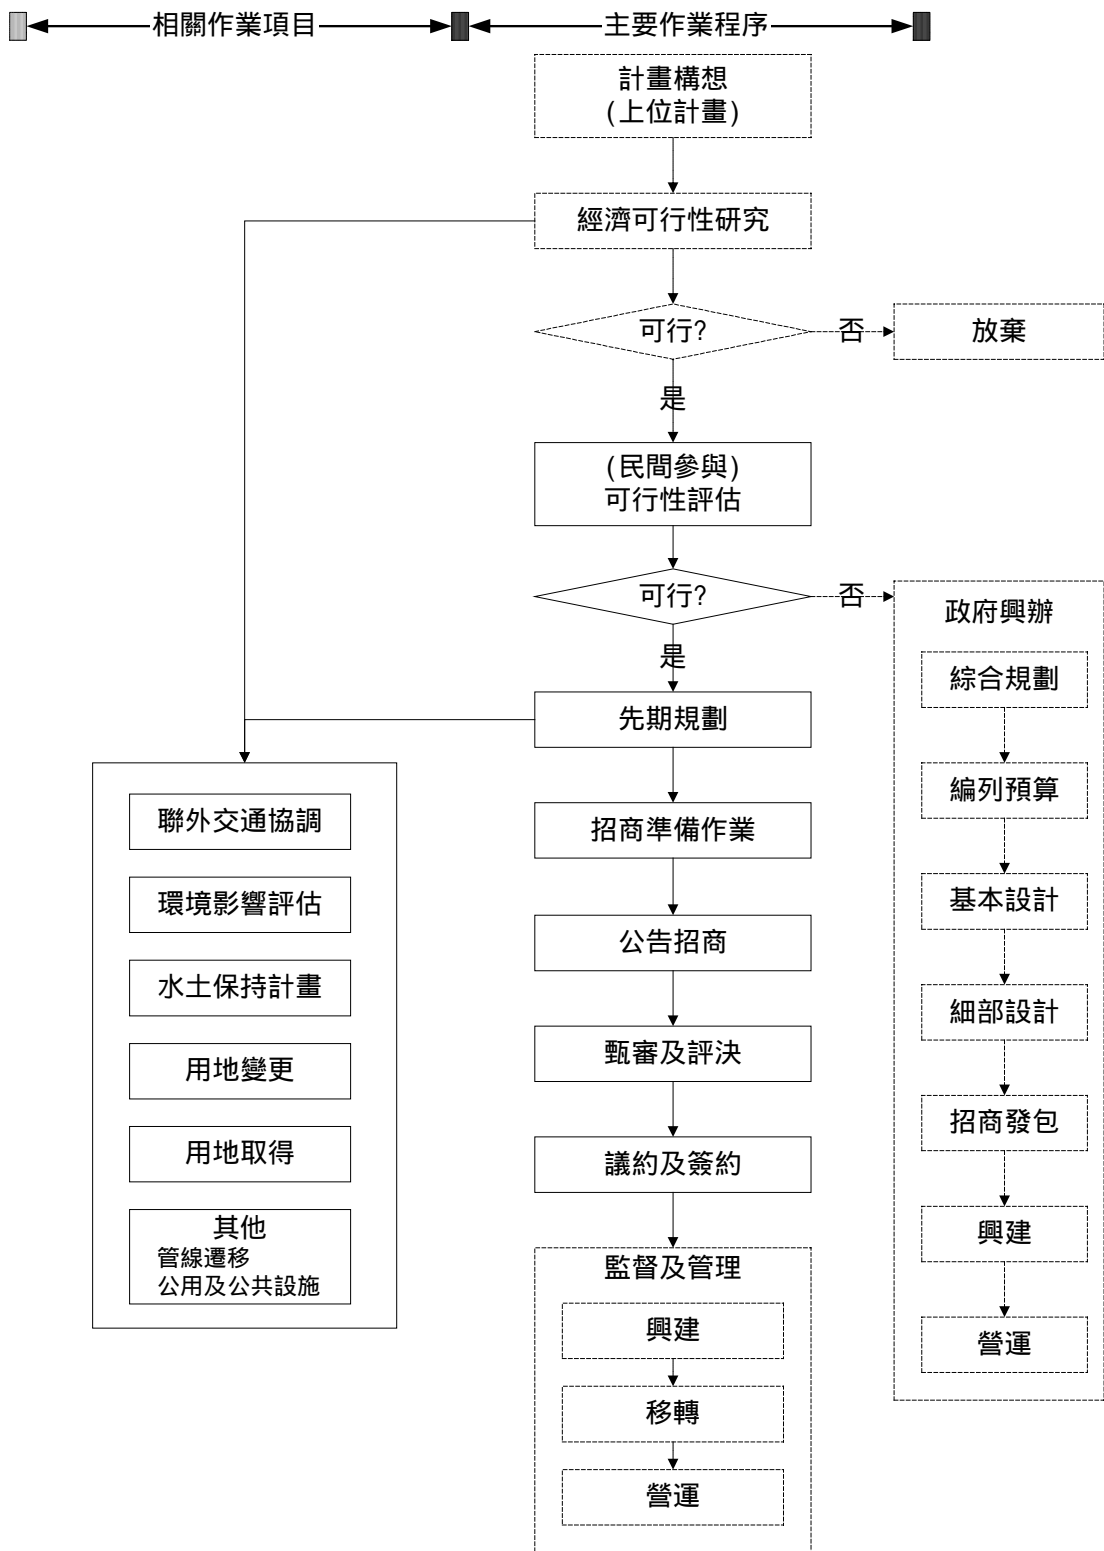 相關作業項目
主要作業程序
計畫構想
(上位計畫)
經濟可行性研究
可行?
否
放棄
是
(民間參與)
可行性評估
可行?
否
是
先期規劃
招商準備作業
公告招商
甄審及評決
議約及簽約
監督及管理
興建
移轉
營運
聯外交通協調
環境影響評估
水土保持計畫
用地變更
用地取得
其他
管線遷移
公用及公共設施
政府興辦
綜合規劃
編列預算
基本設計
細部設計
招商發包
興建
營運